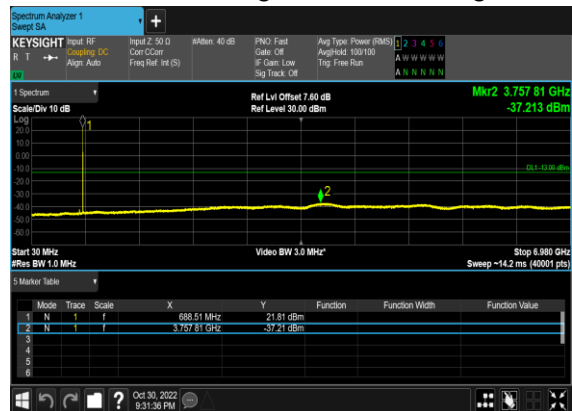 Spectrum Analyzer 1
Swept SA
+
KEYSIGHT Input: RF Input Z: 50 Ω #Atten: 40 dB PNO: Fast Avg Type: Power (RMS) 1 2 3 4 5 6
R T Coupling: DC Corr CCorr Gate: Off Avg|Hold: 100/100 A W W W W W
Align: Auto Freq Ref: Int (S) IF Gain: Low Trig: Free Run
LW Sig Track: Off A N N N N N
1 Spectrum Ref Lvl Offset 7.60 dB Mkr2 3.757 81 GHz
Scale/Div 10 dB Ref Level 30.00 dBm -37.213 dBm
Log
1
20.0
10.0
0.00
-10.0 DL1 -13.00 dBm
-20.0
-30.0 2
-40.0
-50.0
-60.0
Start 30 MHz Video BW 3.0 MHz* Stop 6.980 GHz
#Res BW 1.0 MHz Sweep ~14.2 ms (40001 pts)
5 Marker Table
Mode Trace Scale X Y Function Function Width Function Value
1 N 1 f 688.51 MHz 21.81 dBm
2 N 1 f 3.757 81 GHz -37.21 dBm
3
4
5
6
? Oct 30, 2022
9:31:36 PM